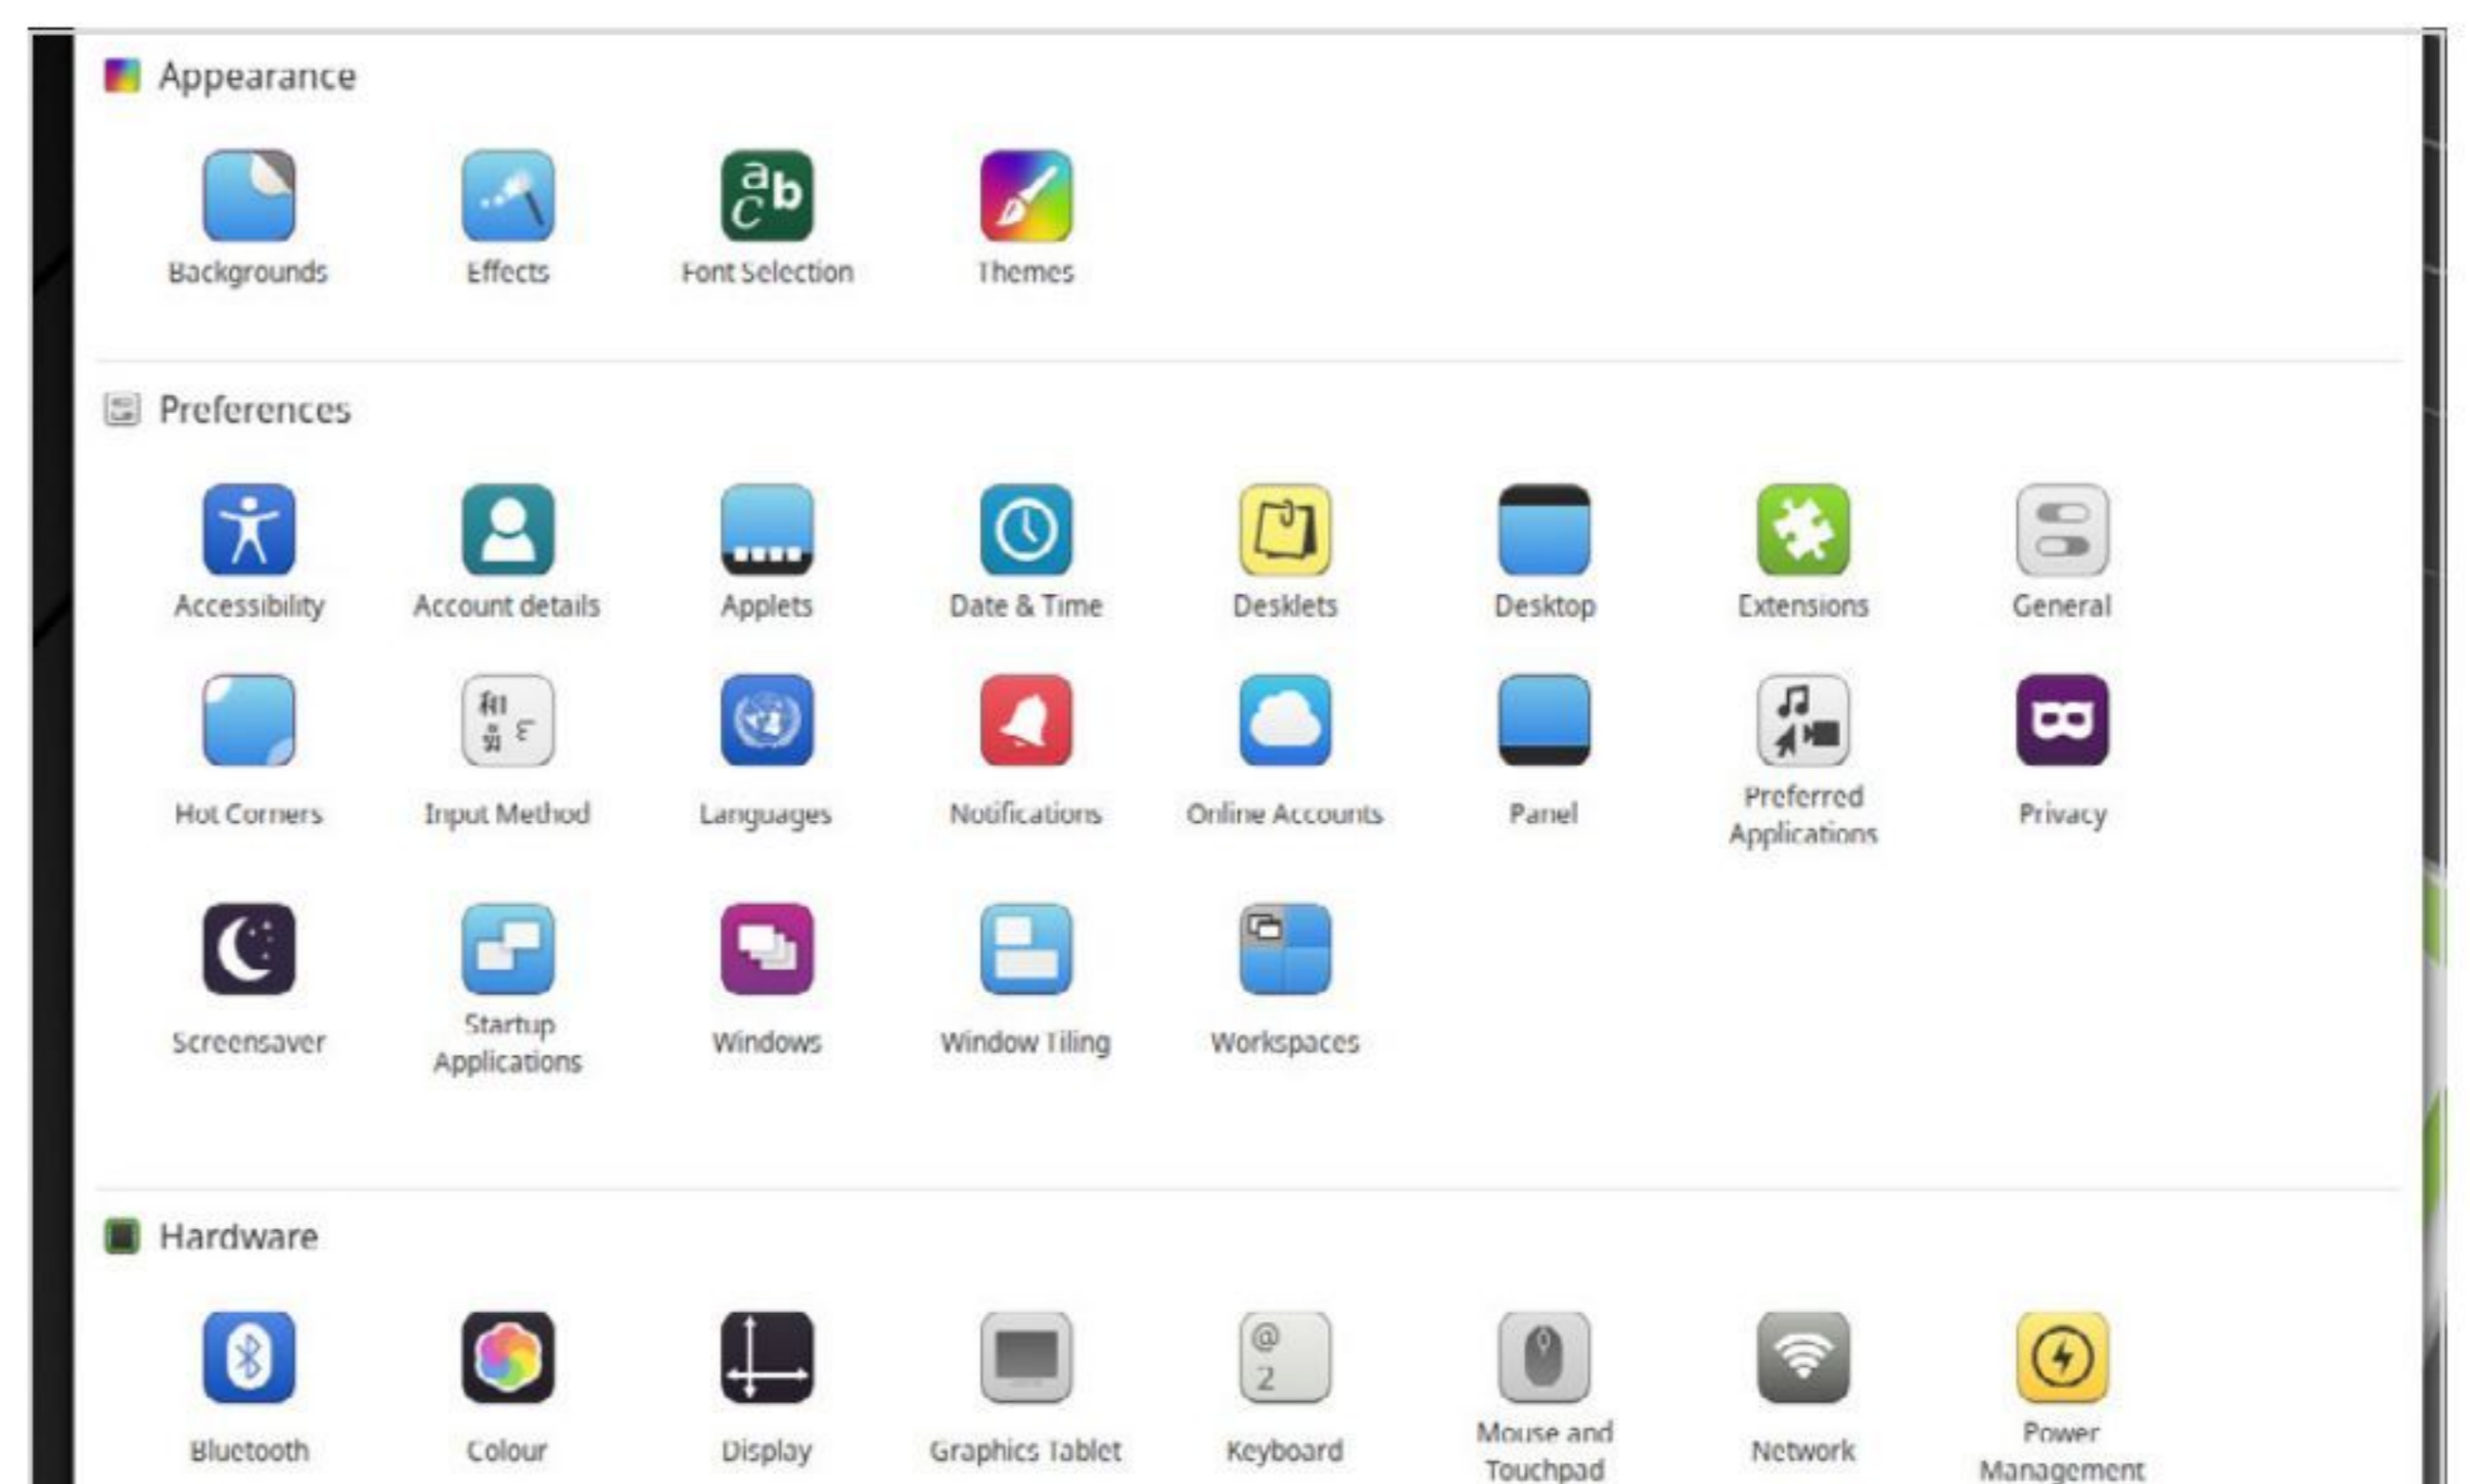 Appearance
Backgrounds Effects Font Selection Themes
Preferences
Accessibility Account details Applets Date & Time Desklets Desktop Extensions General
Hot Corners Input Method Languages Notifications Online Accounts Panel Preferred Applications Privacy
Screensaver Startup Applications Windows Window Tiling Workspaces
Hardware
@
2
Bluetooth Colour Display Graphics Tablet Keyboard Mouse and Touchpad Network Power Management